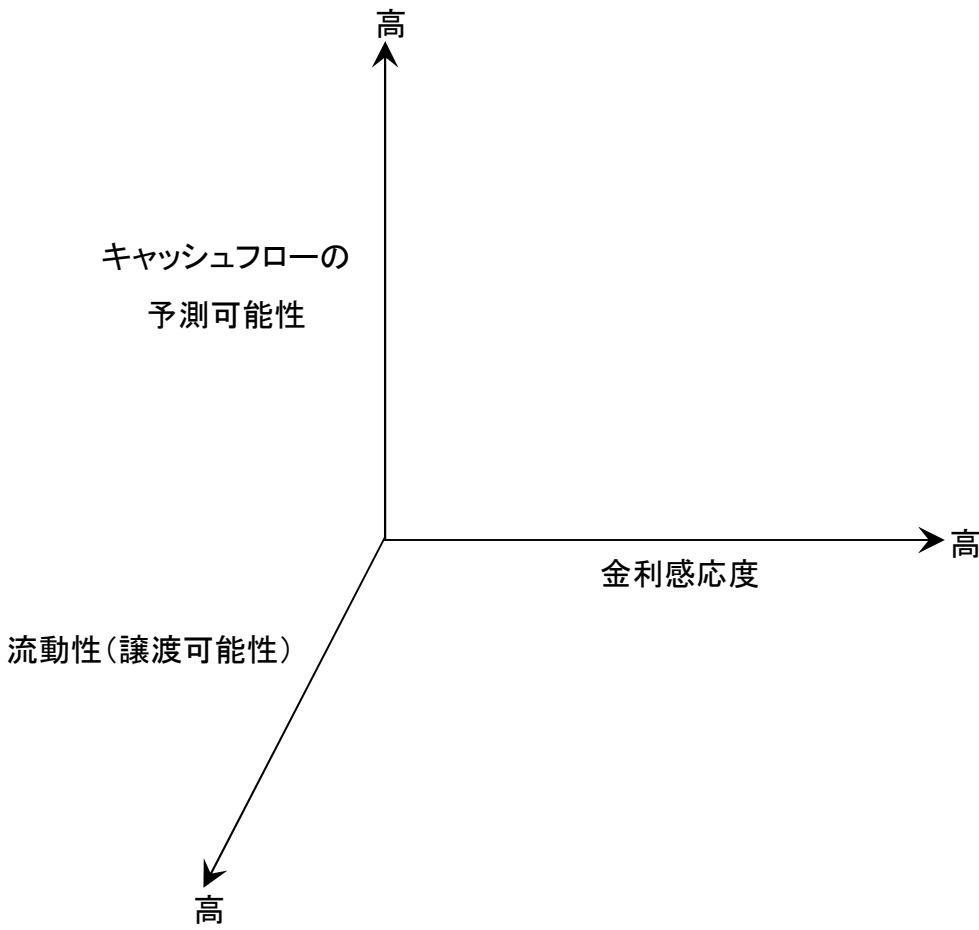 高
キャッシュフローの
予測可能性
高
金利感応度
流動性(譲渡可能性)
高